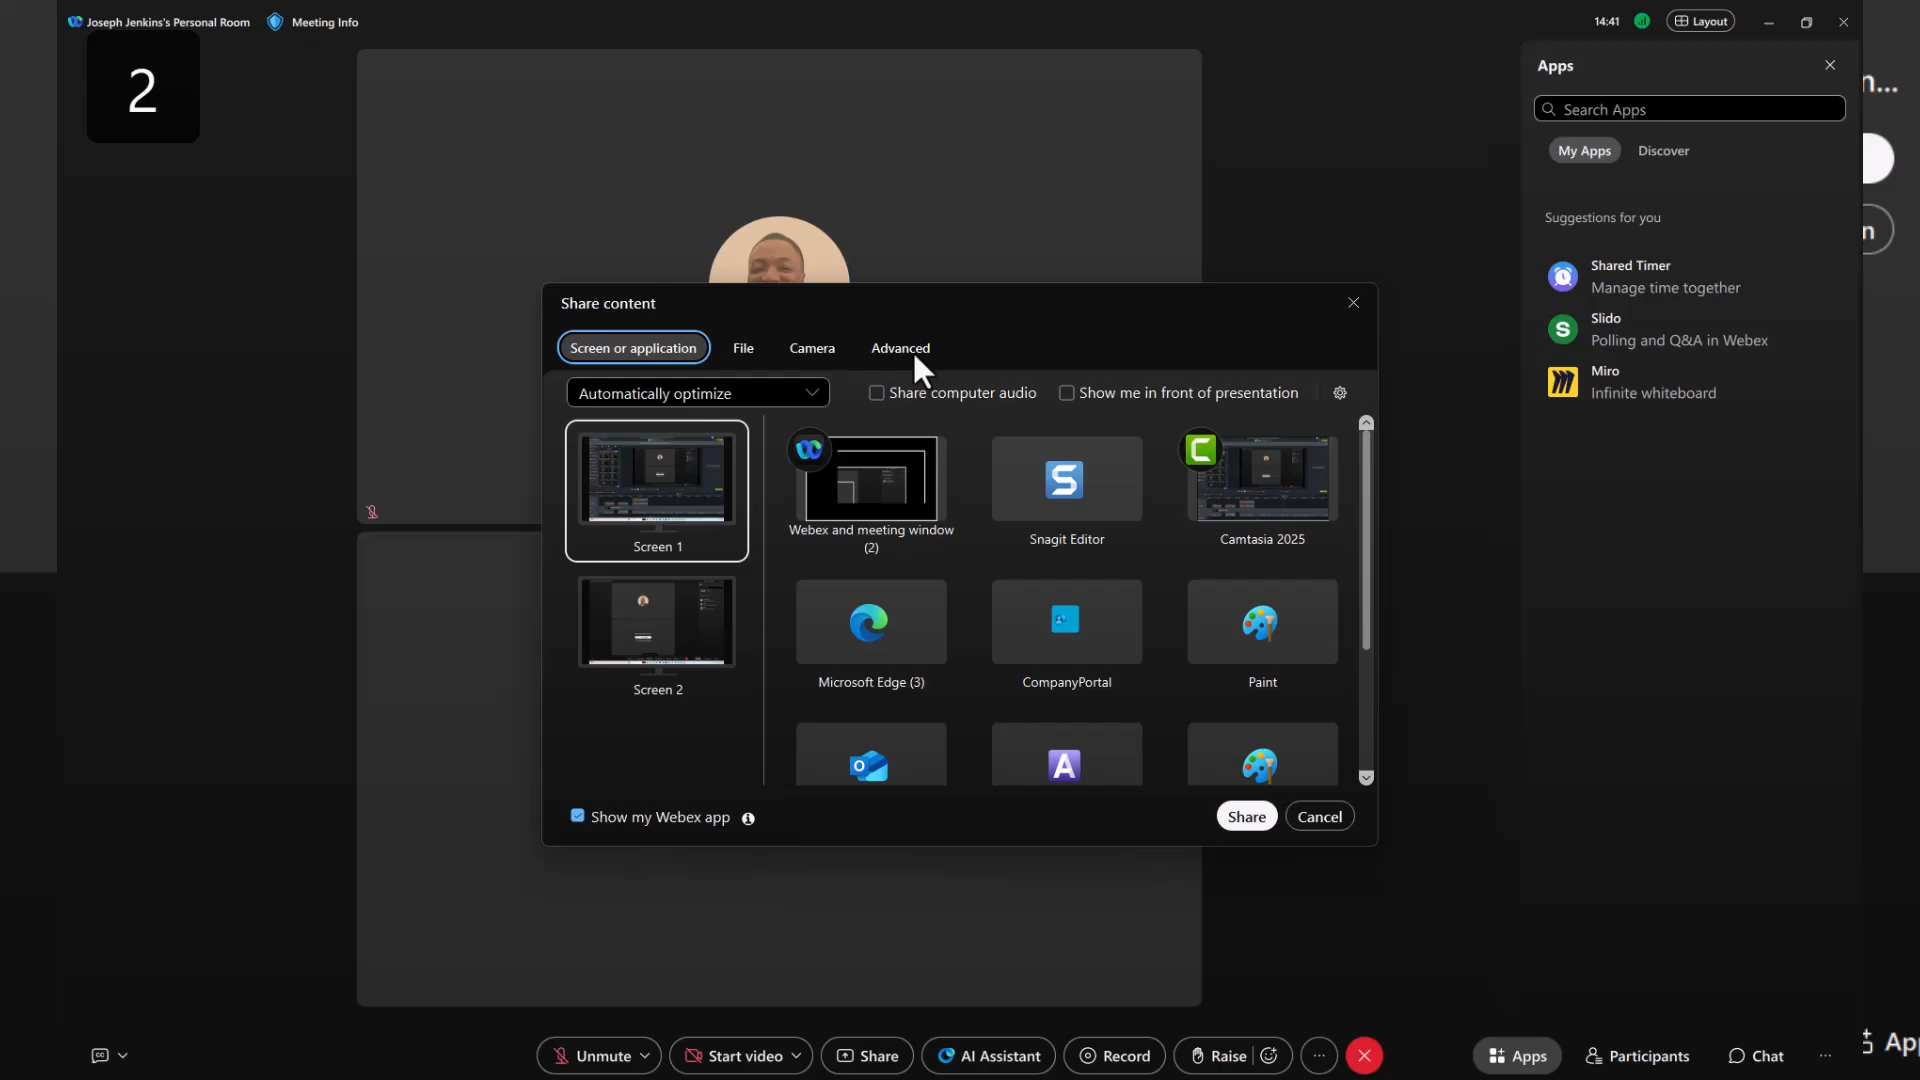 Joseph Jenkins's Personal Room
Meeting Info
14:41
Layout
2
Apps
Search Apps
My Apps
Discover
Suggestions for you
Shared Timer
Manage time together
Slido
Polling and Q&A in Webex
Miro
Infinite whiteboard
n...
n
Share content
Screen or application
File
Camera
Advanced
Automatically optimize
Share computer audio
Show me in front of presentation
Screen 1
Screen 2
Webex and meeting window
(2)
Snagit Editor
Camtasia 2025
Microsoft Edge (3)
CompanyPortal
Paint
Show my Webex app
Share
Cancel
Unmute
Start video
Share
AI Assistant
Record
Raise
Apps
Participants
Chat
App